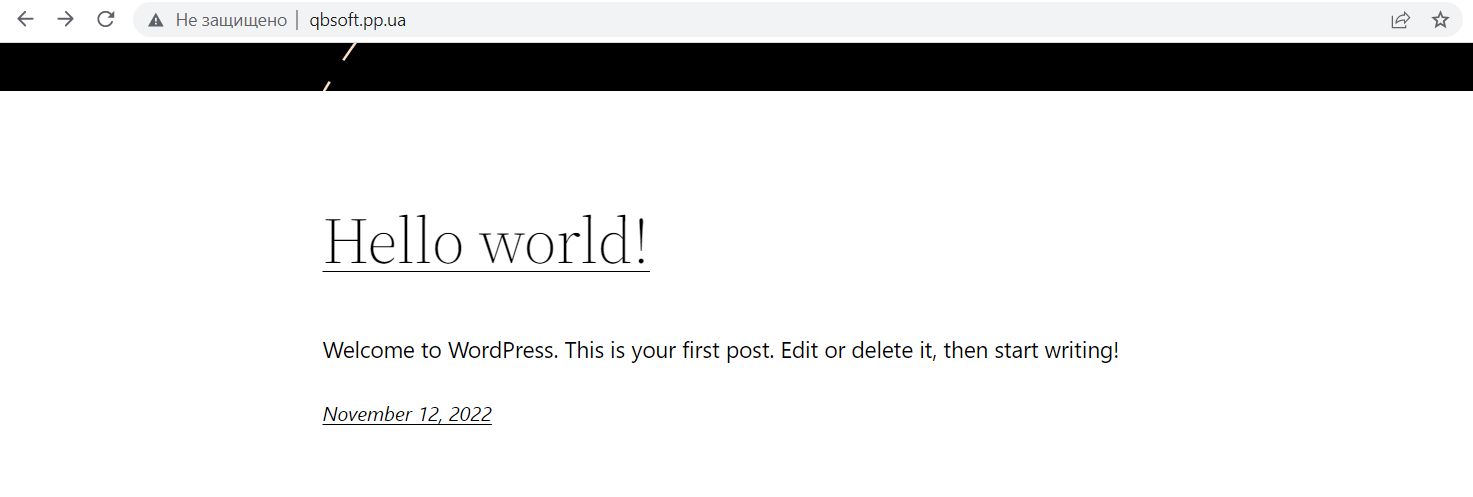 Не защищено | qbsoft.pp.ua
Hello world!
Welcome to WordPress. This is your first post. Edit or delete it, then start writing!
November 12, 2022